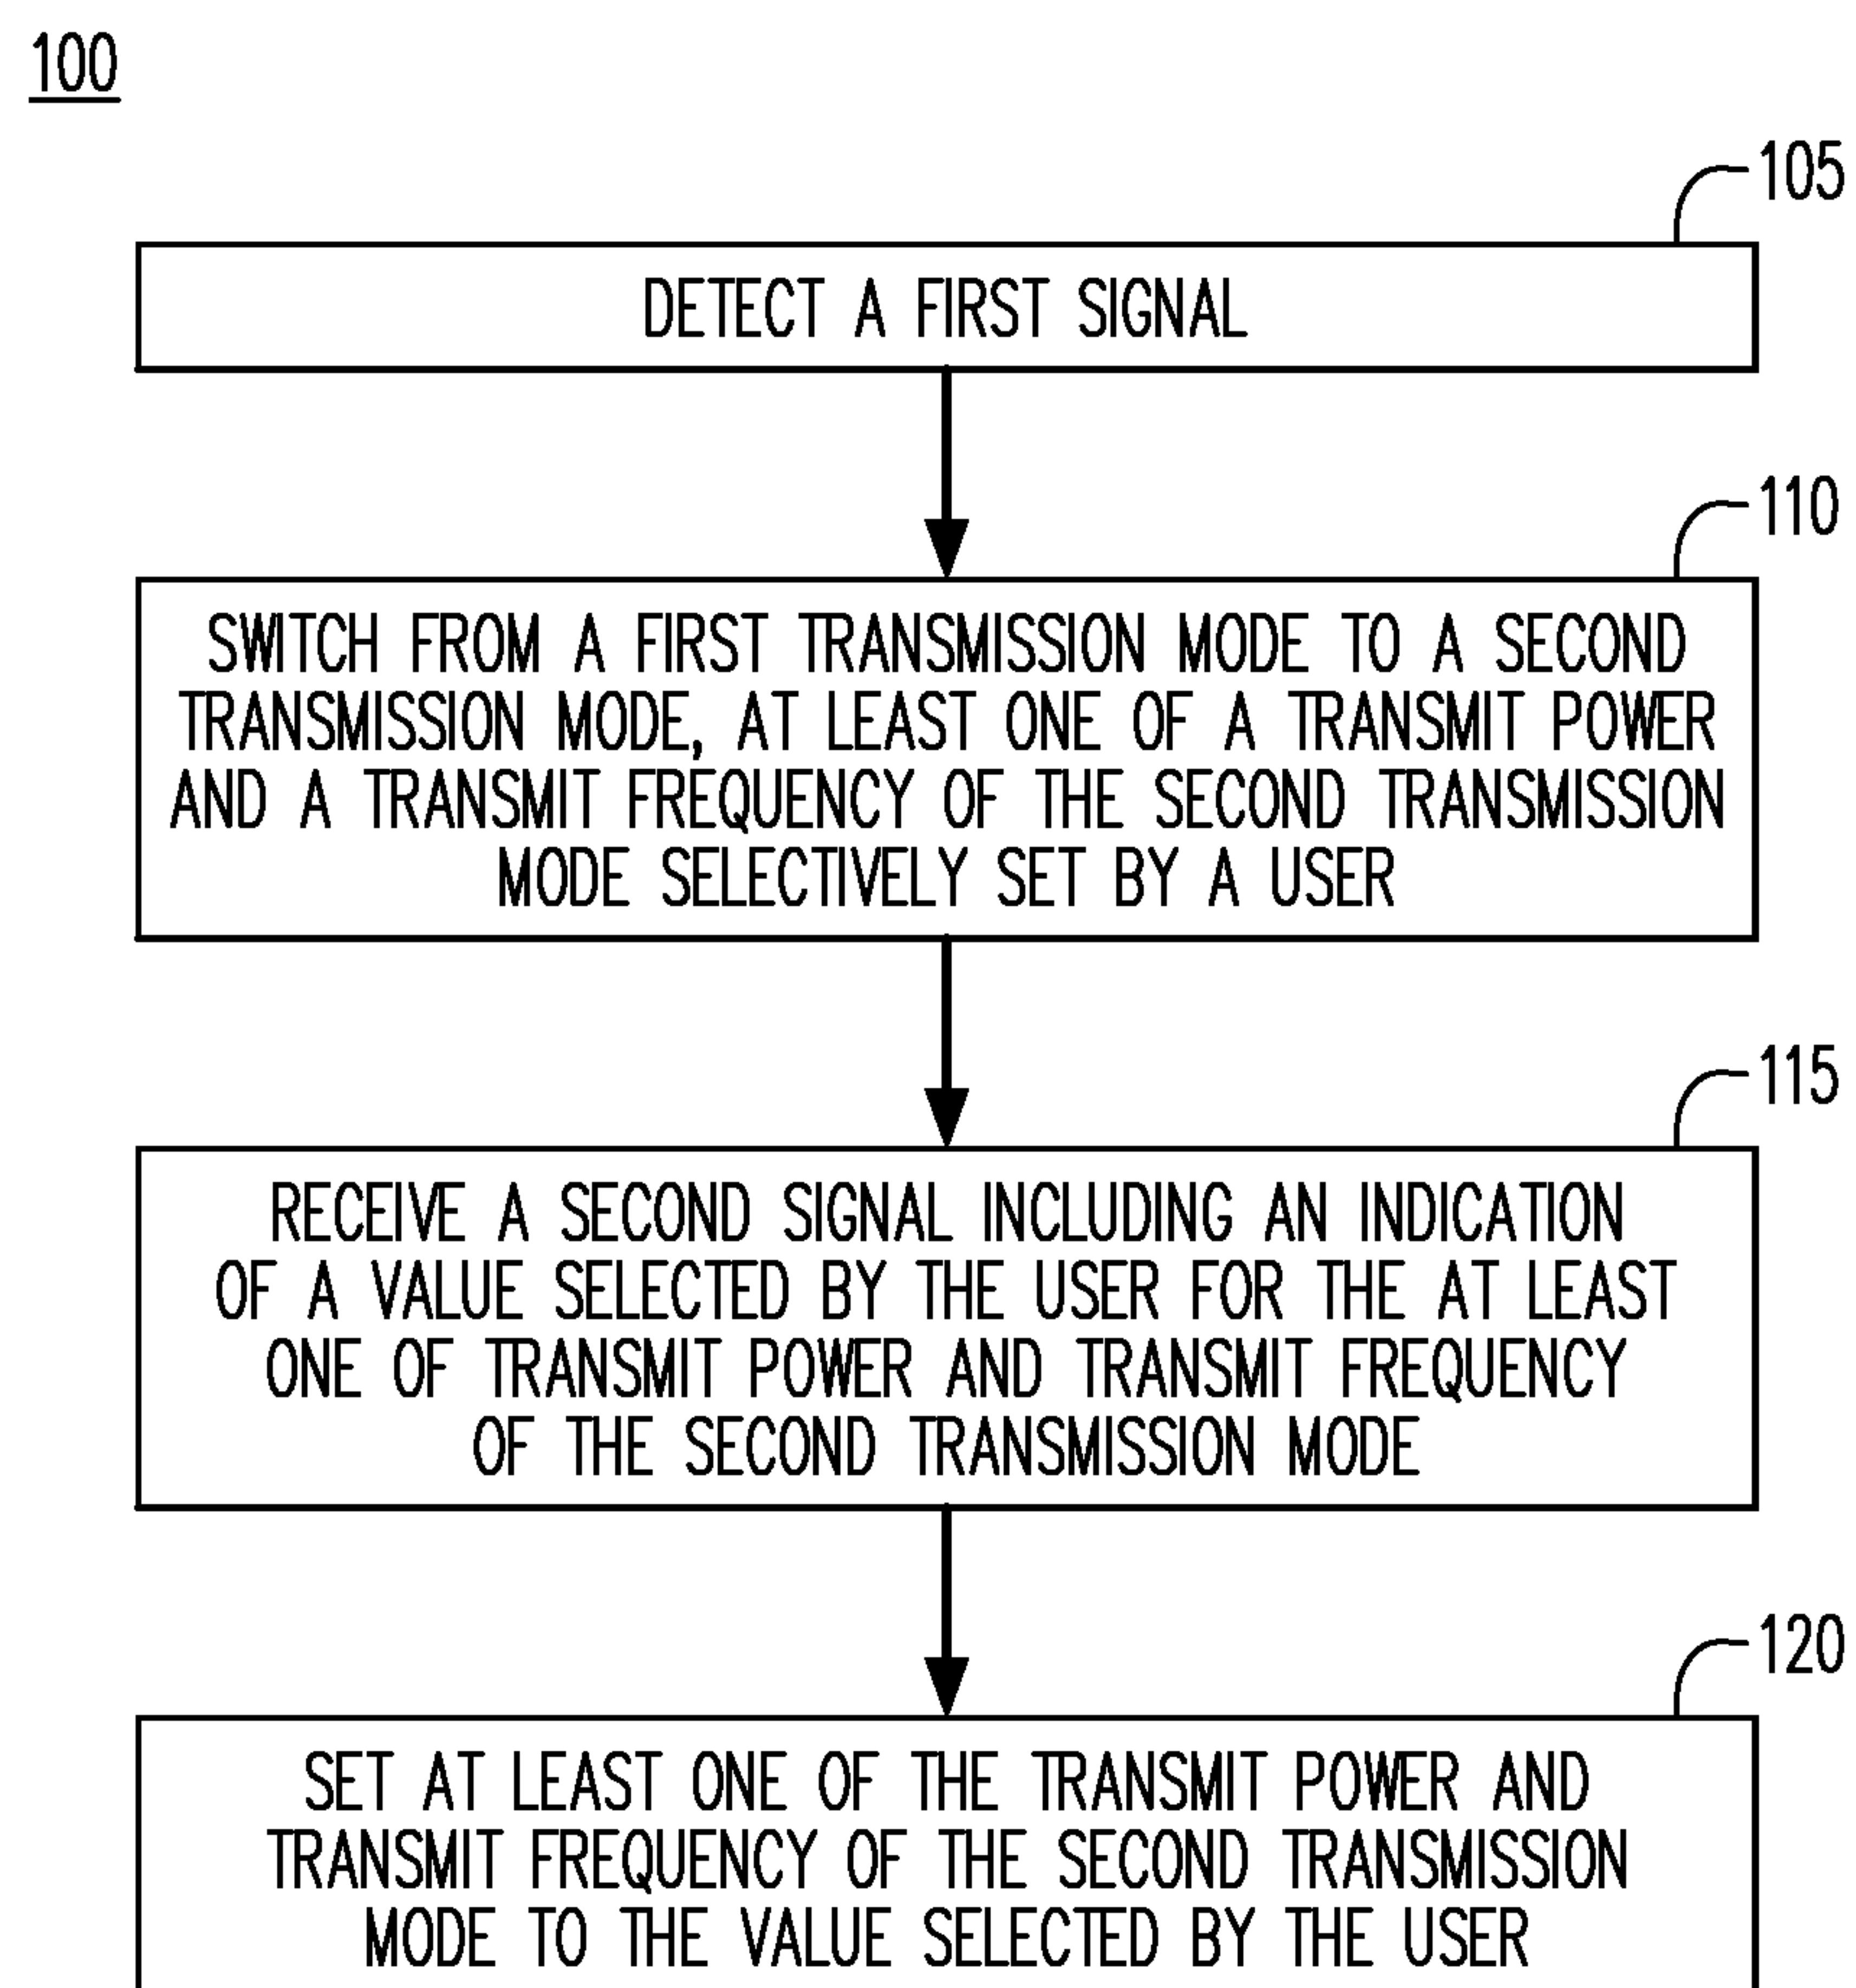 100
105
DETECT A FIRST SIGNAL
110
SWITCH FROM A FIRST TRANSMISSION MODE TO A SECOND
TRANSMISSION MODE, AT LEAST ONE OF A TRANSMIT POWER
AND A TRANSMIT FREQUENCY OF THE SECOND TRANSMISSION
MODE SELECTIVELY SET BY A USER
115
RECEIVE A SECOND SIGNAL INCLUDING AN INDICATION
OF A VALUE SELECTED BY THE USER FOR THE AT LEAST
ONE OF TRANSMIT POWER AND TRANSMIT FREQUENCY
OF THE SECOND TRANSMISSION MODE
120
SET AT LEAST ONE OF THE TRANSMIT POWER AND
TRANSMIT FREQUENCY OF THE SECOND TRANSMISSION
MODE TO THE VALUE SELECTED BY THE USER